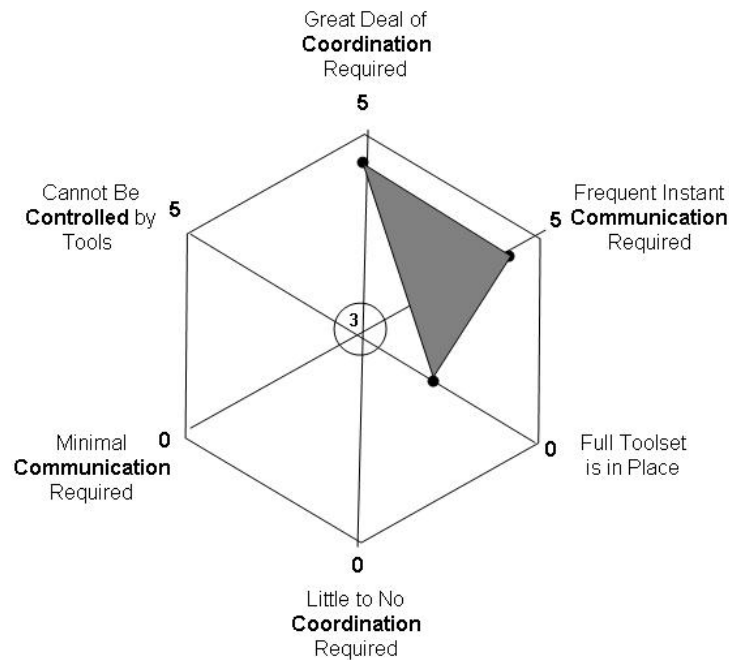 Great Deal of
Coordination
Required
5
Cannot Be
Controlled by
Tools
5
5
Frequent Instant
Communication
Required
3
Minimal
Communication
Required
0
0
Full Toolset
is in Place
0
Little to No
Coordination
Required